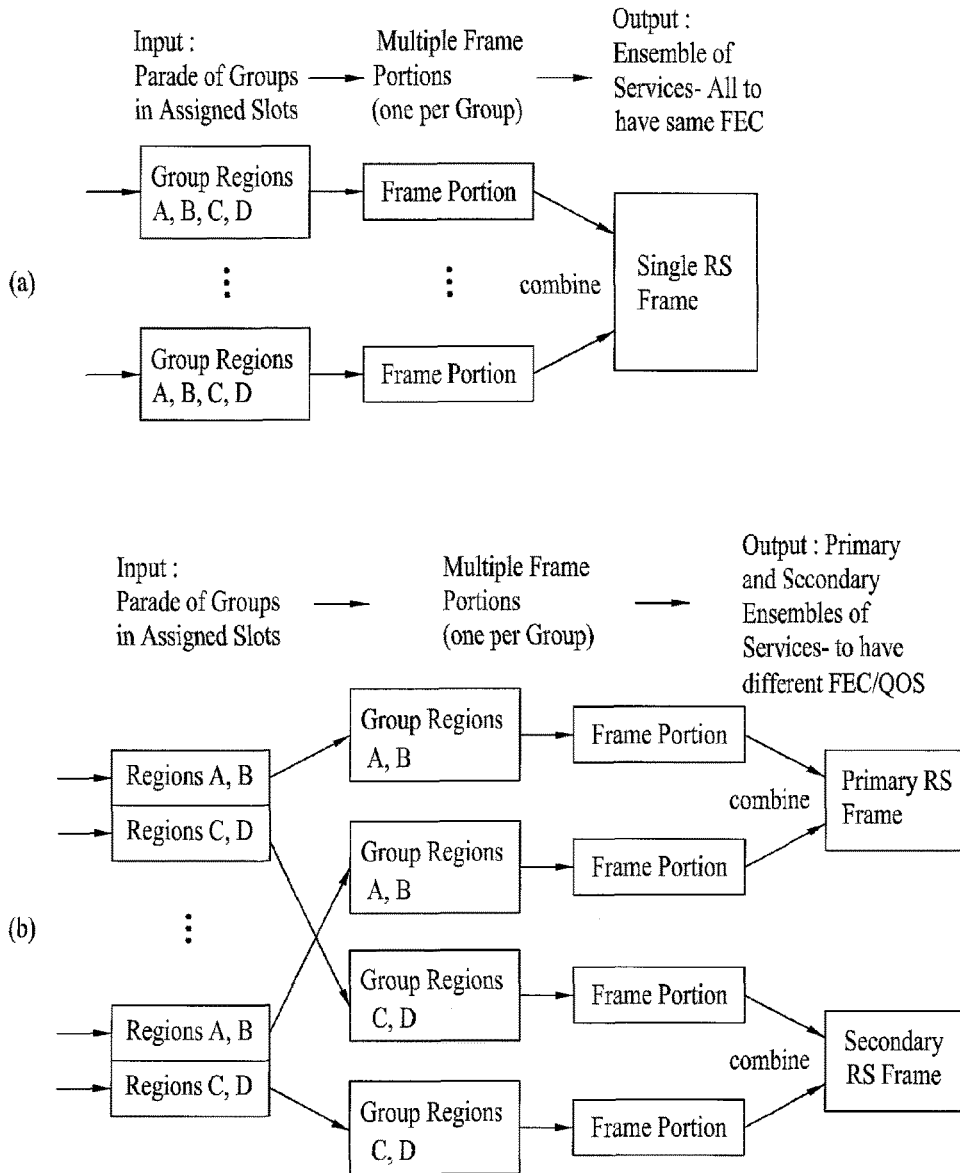 Input :
Parade of Groups
in Assigned Slots
Multiple Frame
Portions
(one per Group)
Output :
Ensemble of
Services- All to
have same FEC
(a)
Group Regions
A, B, C, D
Frame Portion
Group Regions
A, B, C, D
Frame Portion
combine
Single RS
Frame
Input :
Parade of Groups
in Assigned Slots
Multiple Frame
Portions
(one per Group)
Output : Primary
and Secondary
Ensembles of
Services- to have
different FEC/QOS
(b)
Regions A, B
Regions C, D
Regions A, B
Regions C, D
Group Regions
A, B
Group Regions
A, B
Group Regions
C, D
Group Regions
C, D
Frame Portion
Frame Portion
Frame Portion
Frame Portion
combine
combine
Primary RS
Frame
Secondary
RS Frame